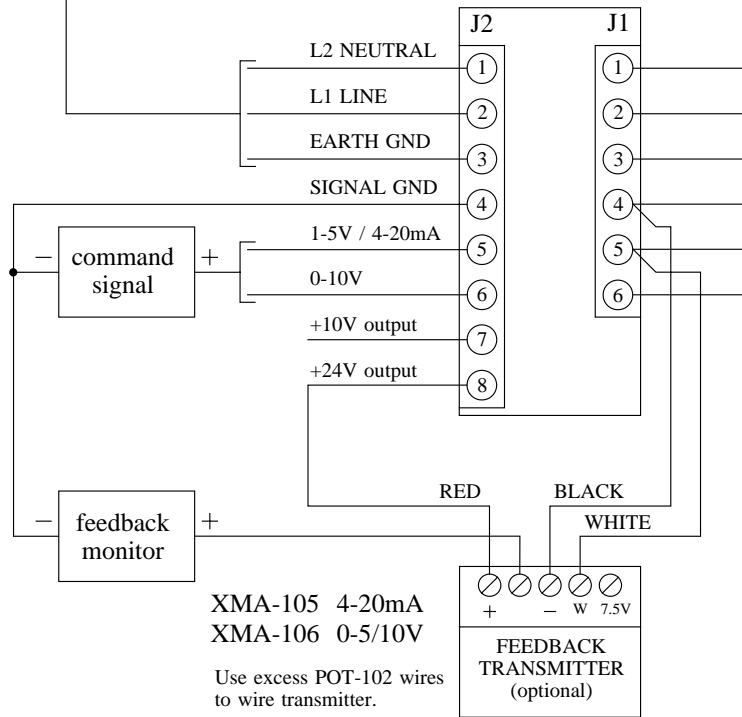 J2 J1
L2 NEUTRAL 1 1
L1 LINE 2 2
EARTH GND 3 3
SIGNAL GND 4 4
1-5V / 4-20mA 5 5
0-10V 6 6
+10V output 7
+24V output 8
− command +
signal
RED BLACK
WHITE
− feedback +
monitor
+ − W 7.5V
XMA-105 4-20mA
XMA-106 0-5/10V
Use excess POT-102 wires
to wire transmitter.
FEEDBACK
TRANSMITTER
(optional)